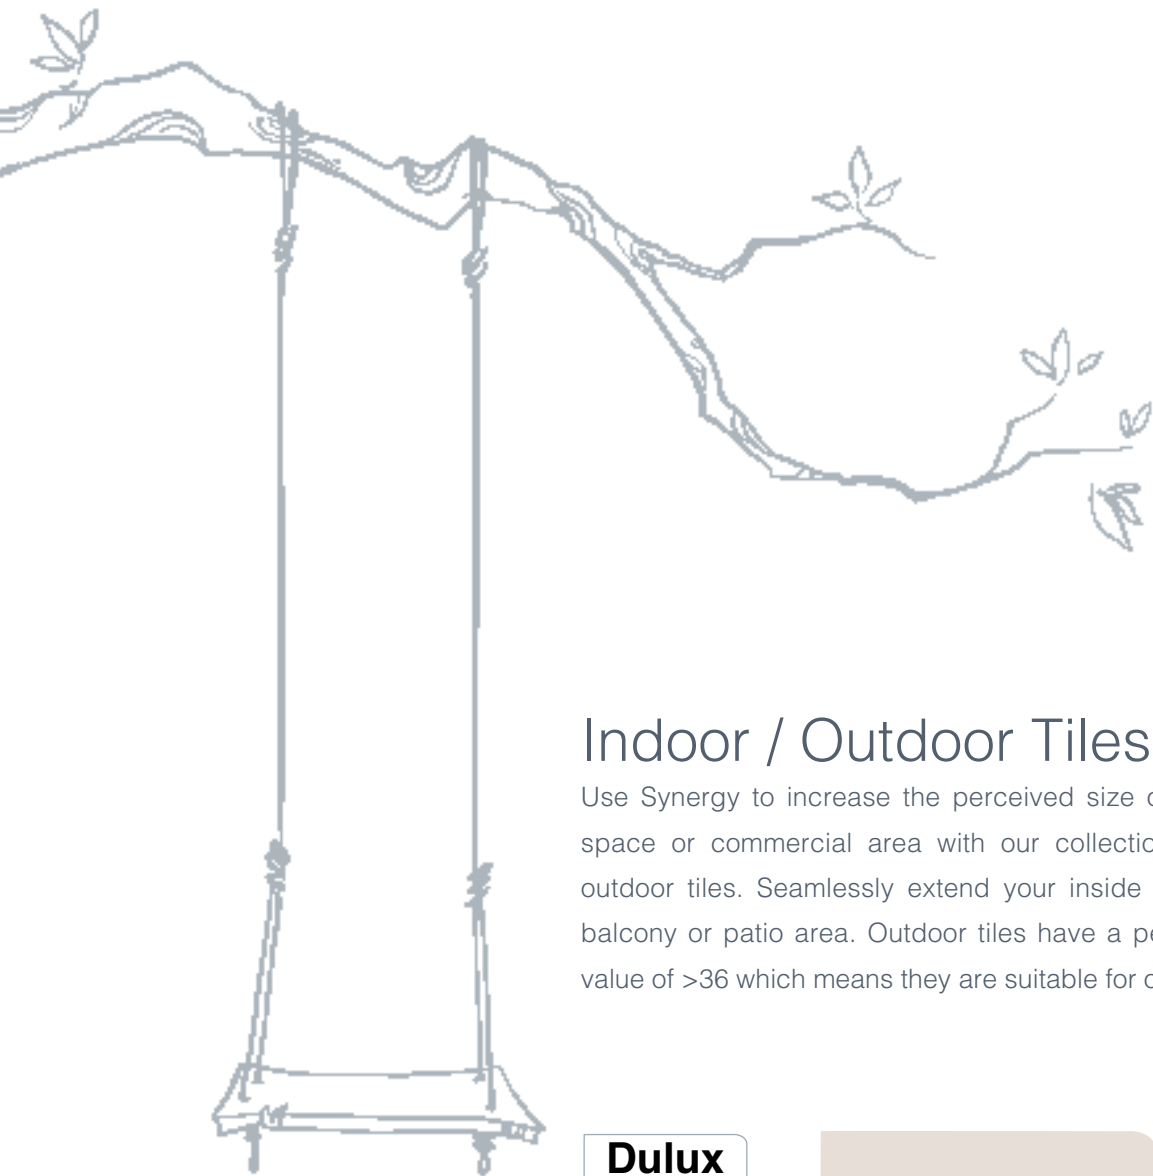 Indoor / Outdoor Tiles
Use Synergy to increase the perceived size
space or commercial area with our
outdoor tiles. Seamlessly extend your inside
balcony or patio area. Outdoor tiles have a
value of >36 which means they are suitable for
Dulux